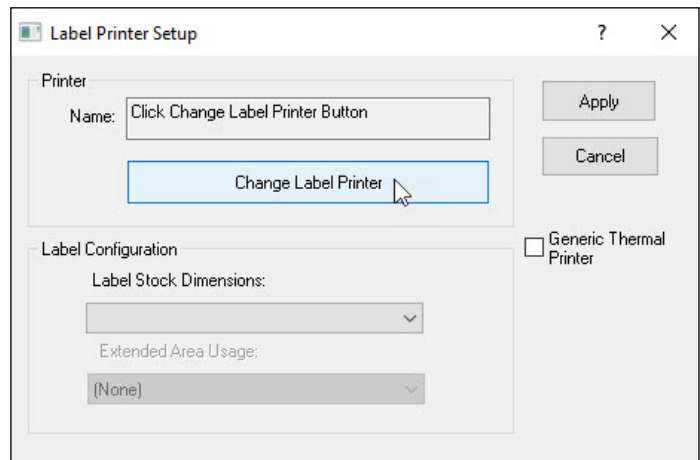 Label Printer Setup
?
Printer
Name:
Click Change Label Printer Button
Apply
Change Label Printer
Cancel
Generic Thermal
Printer
Label Configuration
Label Stock Dimensions:
Extended Area Usage:
(None)